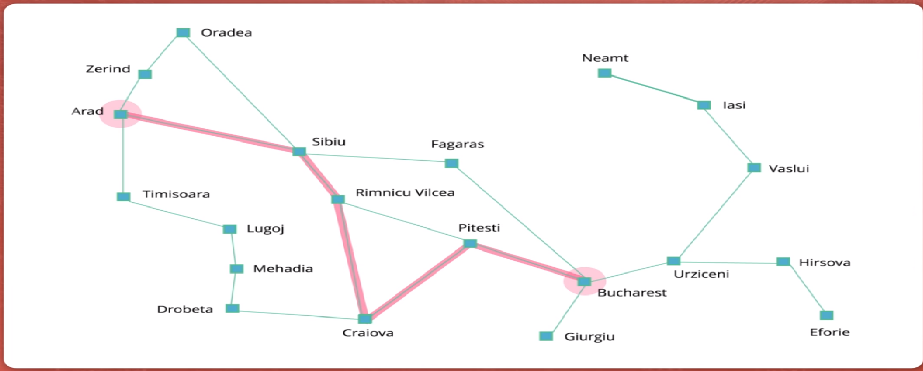 Oradea
Neamt
Zerind
Iasi
Arad
Sibiu
Fagaras
Vaslui
Timisoara
Rimnicu Vilcea
Lugoj
Pitesti
Mehadia
Hirsova
Urziceni
Bucharest
Drobeta
Craiova
Giurgiu
Eforie